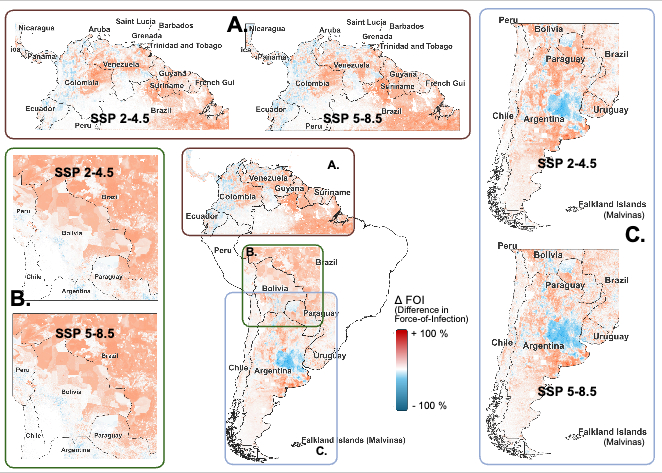 A.
Nicaragua
Aruba
Saint Lucia
Barbados
Grenada
Trinidad and Tobago
ica
Panama
Venezuela
Guyana
Colombia
Suriname
French Gui
Ecuador
Brazil
Peru
SSP 2-4.5
Nicaragua
Aruba
Saint Lucia
Barbados
Grenada
Trinidad and Tobago
ica
Panama
Venezuela
Guyana
Colombia
Suriname
French Gui
Ecuador
Brazil
Peru
SSP 5-8.5
B.
SSP 2-4.5
Peru
Brazil
Bolivia
Chile
Paraguay
Argentina
SSP 5-8.5
Peru
Brazil
Bolivia
Chile
Paraguay
Argentina
A.
Venezuela
Guyana
Suriname
Colombia
Ecuador
Peru
B.
Brazil
Bolivia
Paraguay
Chile
Argentina
Uruguay
Falkland Islands (Malvinas)
C.
Δ FOI
(Difference in
Force-of-Infection)
+ 100 %
- 100 %
C.
Peru
Bolivia
Brazil
Paraguay
Chile
Argentina
Uruguay
SSP 2-4.5
Falkland Islands
(Malvinas)
Peru
Bolivia
Brazil
Paraguay
Chile
Argentina
Uruguay
SSP 5-8.5
Falkland Islands
(Malvinas)